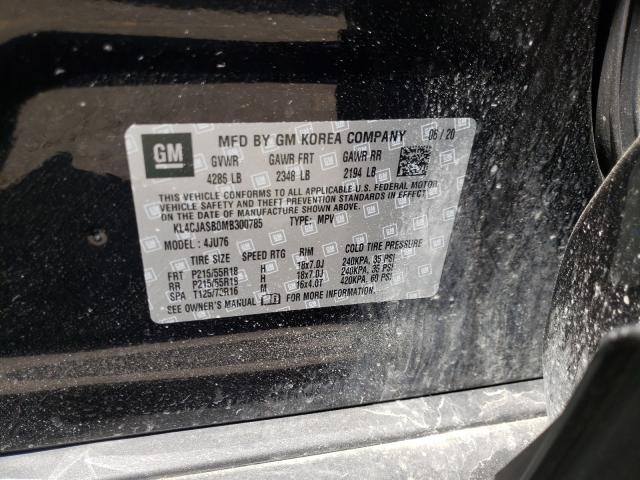 GM
MFD BY GM KOREA COMPANY 06/20
GVWR GAWR FRT GAWR RR
4285 LB 2348 LB 2194 LB
THIS VEHICLE CONFORMS TO ALL APPLICABLE U.S. FEDERAL MOTOR
VEHICLE SAFETY AND THEFT PREVENTION STANDARDS IN EFFECT
ON THE DATE OF MANUFACTURE SHOWN ABOVE.
KL4CJASB0MB300785 TYPE: MPV
MODEL: 4JU76
TIRE SIZE SPEED RTG RIM COLD TIRE PRESSURE
FRT P215/55R18 H 18x7.0J 240KPA, 35 PSI
RR P215/55R18 H 18x7.0J 240KPA, 35 PSI
SPA T125/70R16 M 16x4.0T 420KPA, 60 PSI
SEE OWNER'S MANUAL